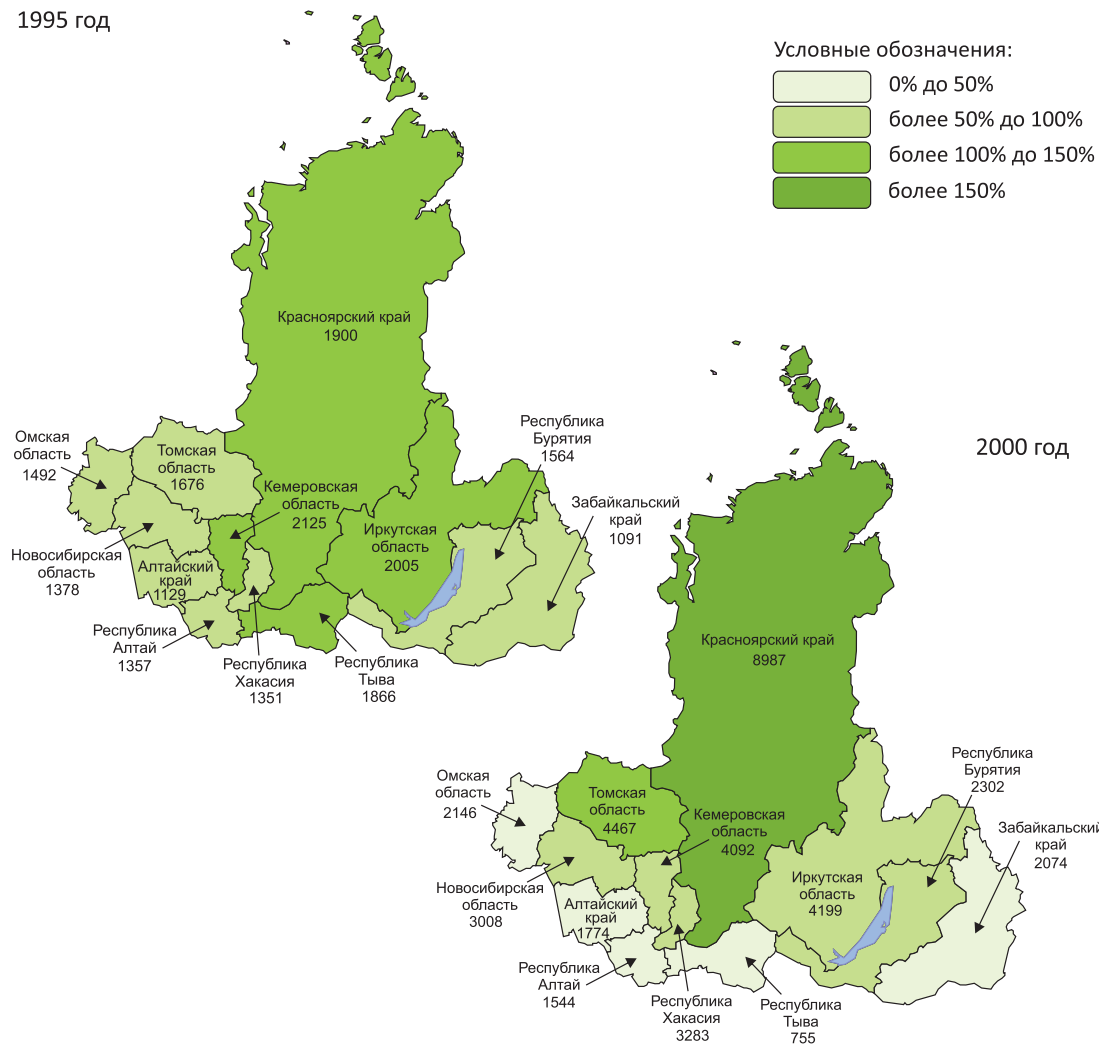 1995 год
Условные обозначения:
0% до 50%
более 50% до 100%
более 100% до 150%
более 150%
Красноярский край
1900
Республика
Бурятия
1564
Омская
область
1492
Томская
область
1676
Кемеровская
область
2125
Забайкальский
край
1091
Иркутская
область
2005
Новосибирская
область
1378
Алтайский
край
1129
Республика
Алтай
1357
Республика
Хакасия
1351
Республика
Тыва
1866
2000 год
Красноярский край
8987
Республика
Бурятия
2302
Омская
область
2146
Томская
область
4467
Кемеровская
область
4092
Забайкальский
край
2074
Иркутская
область
4199
Новосибирская
область
3008
Алтайский
край
1774
Республика
Алтай
1544
Республика
Хакасия
3283
Республика
Тыва
755